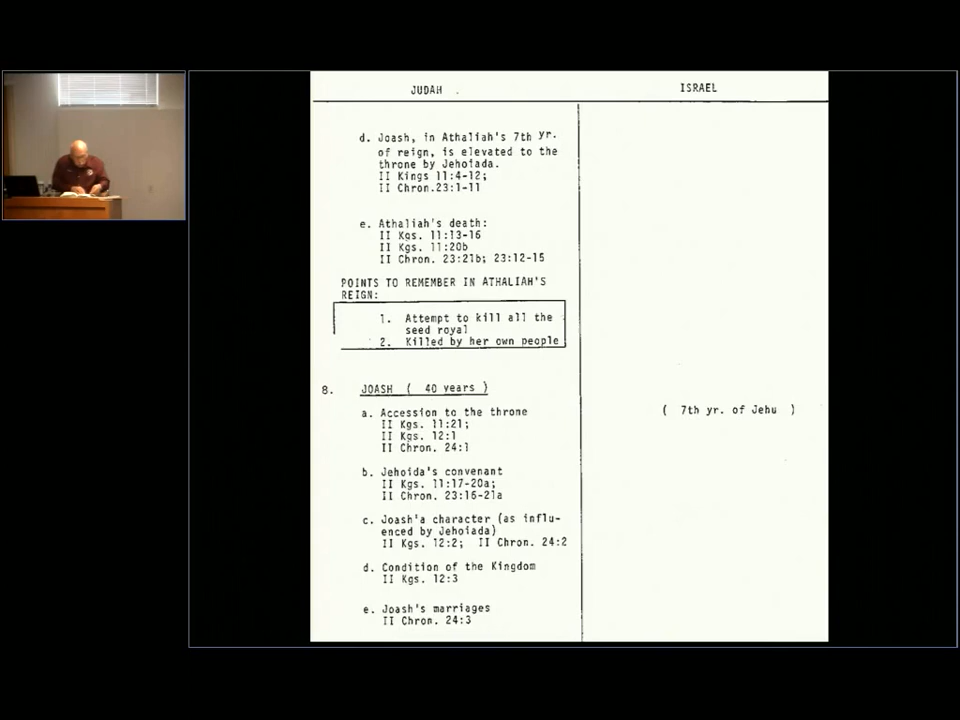 JUDAH
ISRAEL
d. Joash, in Athaliah's 7th yr.
of reign, is elevated to the
throne by Jehoiada.
II Kings 11:4-12;
II Chron.23:1-11
e. Athaliah's death:
II Kgs. 11:13-16
II Kgs. 11:20b
II Chron. 23:21b; 23:12-15
POINTS TO REMEMBER IN ATHALIAH'S
REIGN:
1. Attempt to kill all the
seed royal
2. Killed by her own people
8. JOASH ( 40 years )
a. Accession to the throne
II Kgs. 11:21;
II Kgs. 12:1
II Chron. 24:1
( 7th yr. of Jehu )
b. Jehoida's convenant
II Kgs. 11:17-20a;
II Chron. 23:16-21a
c. Joash'a character (as influ-
enced by Jehoiada)
II Kgs. 12:2; II Chron. 24:2
d. Condition of the Kingdom
II Kgs. 12:3
e. Joash's marriages
II Chron. 24:3